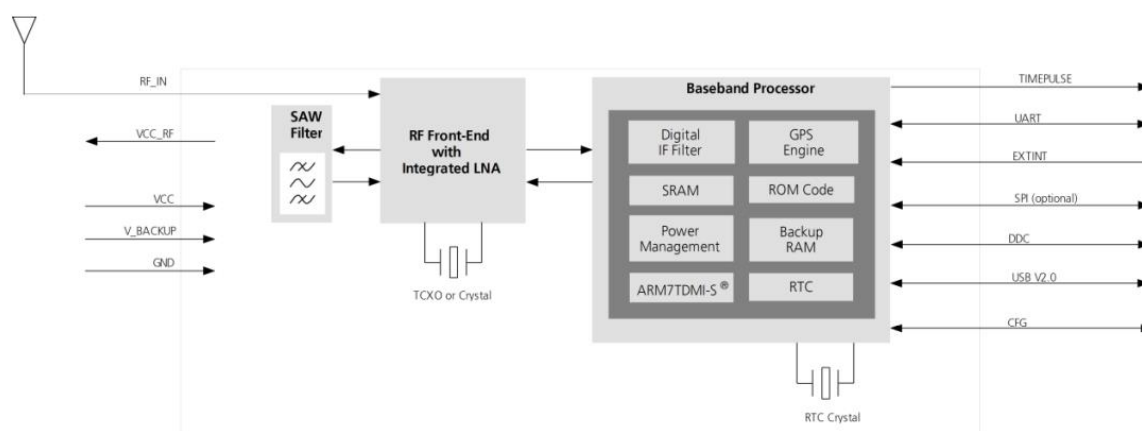 RF_IN
VCC_RF
VCC
V_BACKUP
GND
SAW
Filter
RF Front-End
with
Integrated LNA
TCXO or Crystal
Baseband Processor
Digital
IF Filter
GPS
Engine
SRAM
ROM Code
Power
Management
Backup
RAM
ARM7TDMI-S®
RTC
RTC Crystal
TIMEPULSE
UART
EXTINT
SPI (optional)
DDC
USB V2.0
CFG